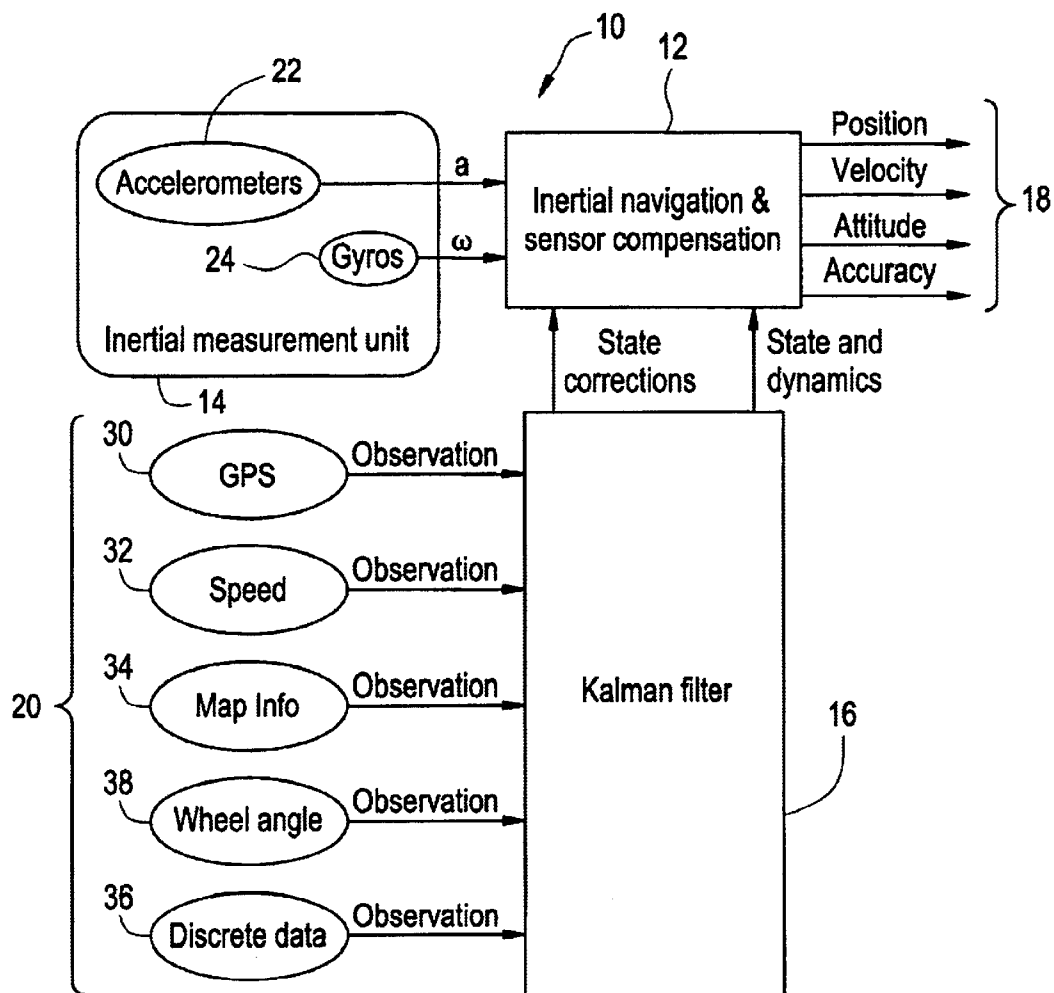 10
12
22
Accelerometers
a
24
Gyros
ω
Inertial measurement unit
14
Inertial navigation &
sensor compensation
Position
Velocity
Attitude
Accuracy
18
State
corrections
State and
dynamics
20
30
GPS
Observation
32
Speed
Observation
34
Map Info
Observation
38
Wheel angle
Observation
36
Discrete data
Observation
Kalman filter
16